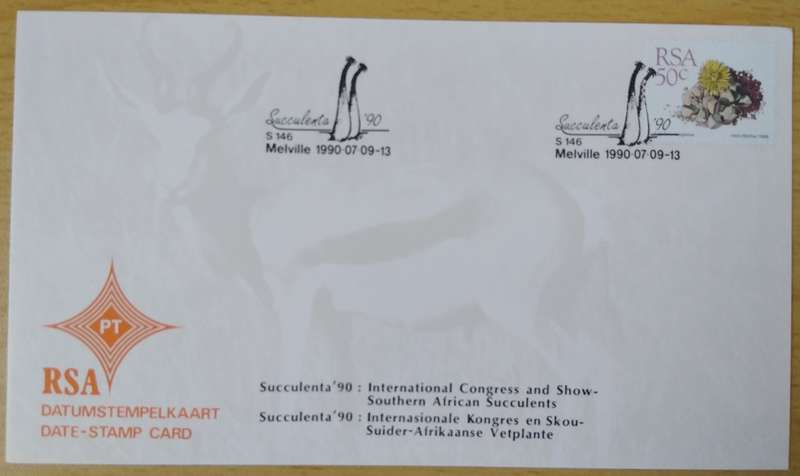 Succulenta '90
S 146
Melville 1990·07·09-13
Succulenta '90
S 146
Melville 1990·07·09-13
RSA
50c
PT
RSA
DATUMSTEMPELKAART
DATE-STAMP CARD
Succulenta'90 : International Congress and Show-
Southern African Succulents
Succulenta'90 : Internasionale Kongres en Skou-
Suider-Afrikaanse Vetplante